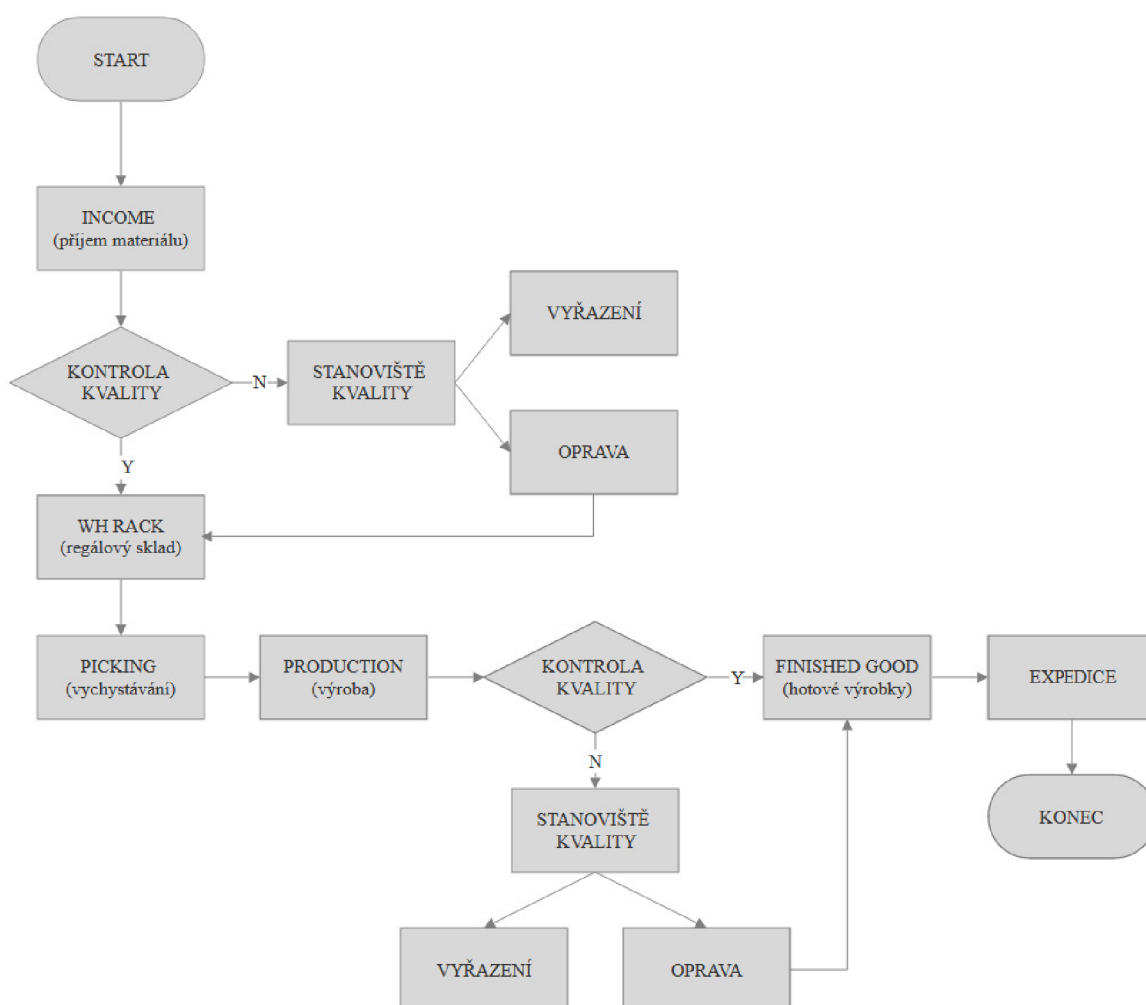 START
INCOME
(příjem materiálu)
KONTROLA
KVALITY
N
STANOVIŠTĚ
KVALITY
VYŘAZENÍ
OPRAVA
Y
WH RACK
(regálový sklad)
PICKING
(vychystávání)
PRODUCTION
(výroba)
KONTROLA
KVALITY
Y
FINISHED GOOD
(hotové výrobky)
EXPEDICE
N
STANOVIŠTĚ
KVALITY
KONEC
VYŘAZENÍ
OPRAVA